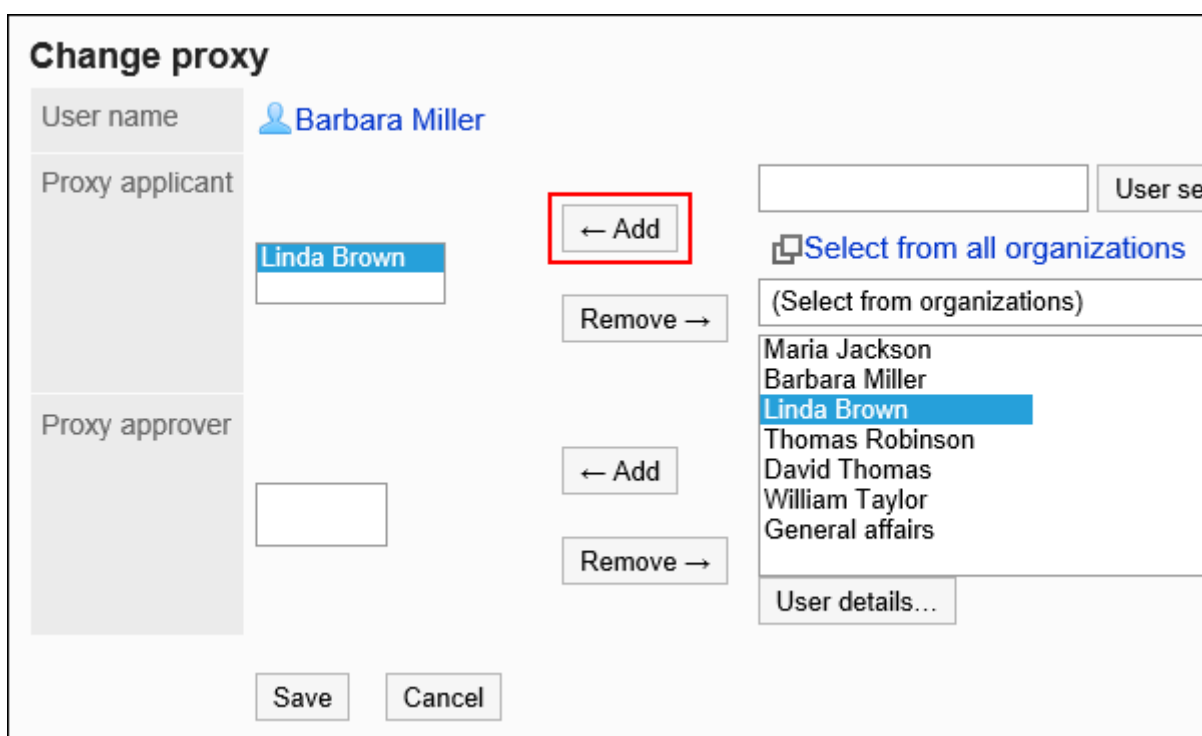 Change proxy
User name
Barbara Miller
Proxy applicant
Linda Brown
← Add
Remove →
User se
Select from all organizations
(Select from organizations)
Maria Jackson
Barbara Miller
Linda Brown
Thomas Robinson
David Thomas
William Taylor
General affairs
Proxy approver
← Add
Remove →
User details...
Save
Cancel